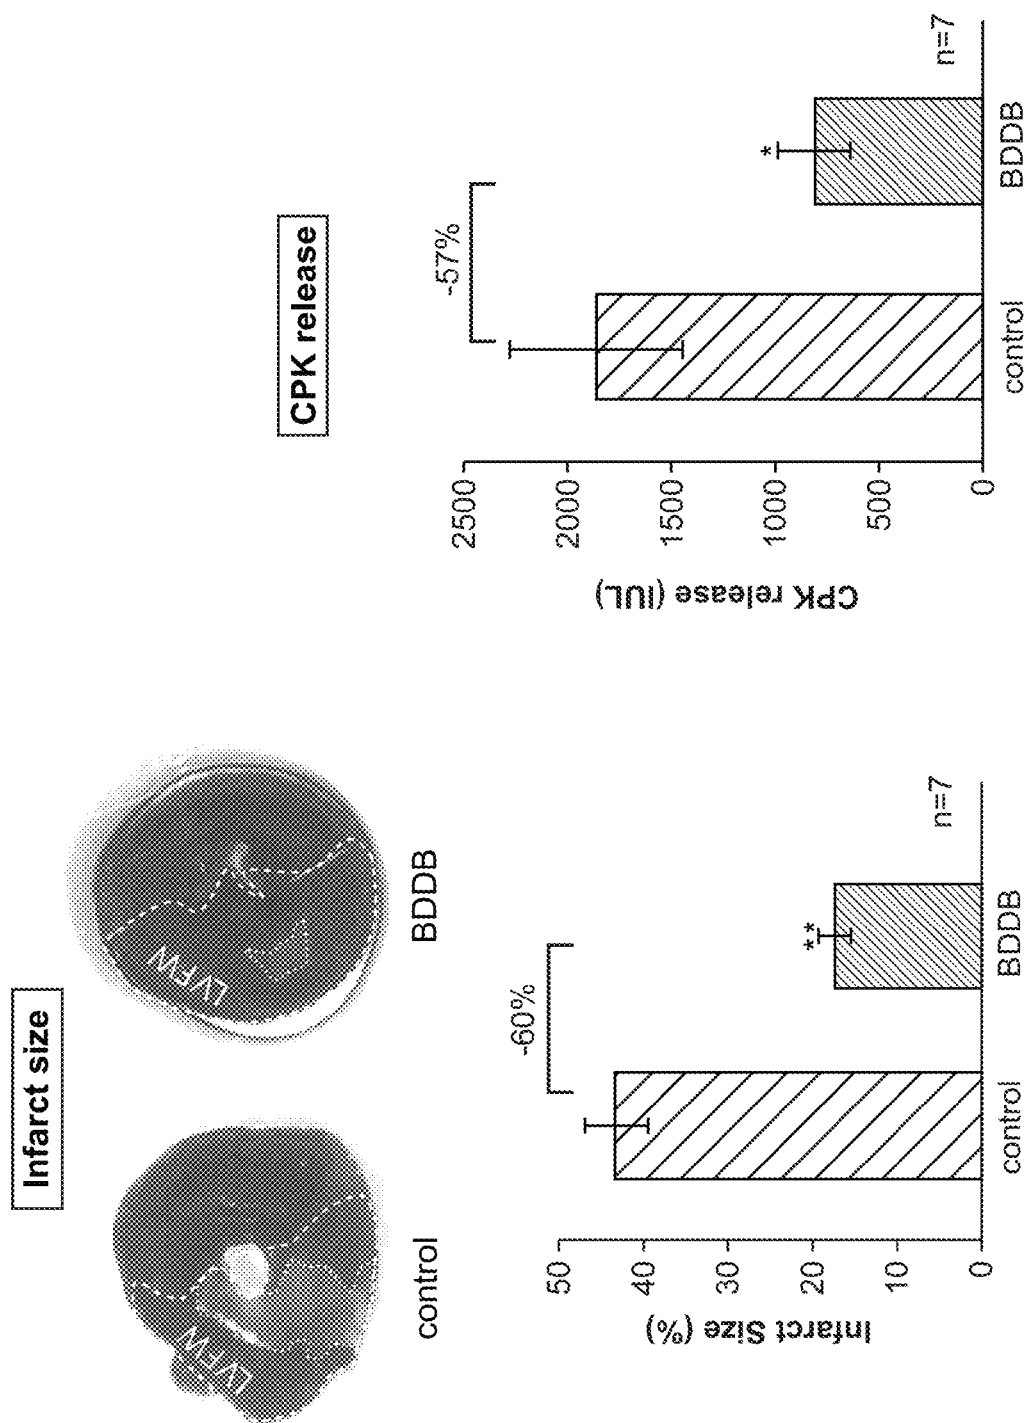 Infarct size
LVFW
LVFW
control
BDDB
Infarct Size (%)
50
40
30
20
10
0
-60%
**
control
BDDB
n=7
CPK release
CPK release (IUL)
2500
2000
1500
1000
500
0
-57%
*
control
BDDB
n=7